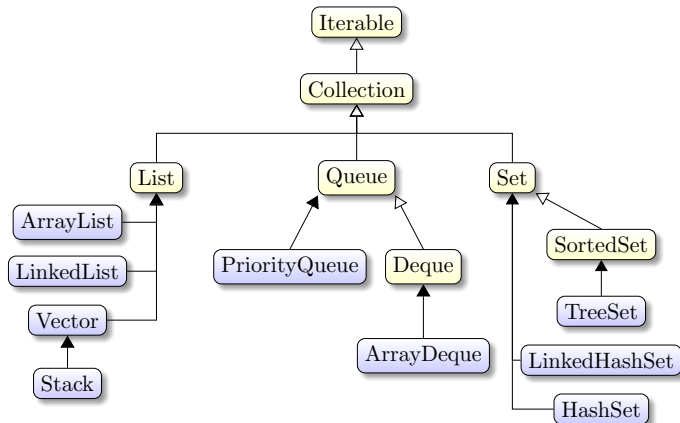 Iterable
Collection
List
Queue
Set
ArrayList
SortedSet
LinkedList
PriorityQueue
Deque
Vector
TreeSet
ArrayDeque
LinkedHashSet
Stack
HashSet